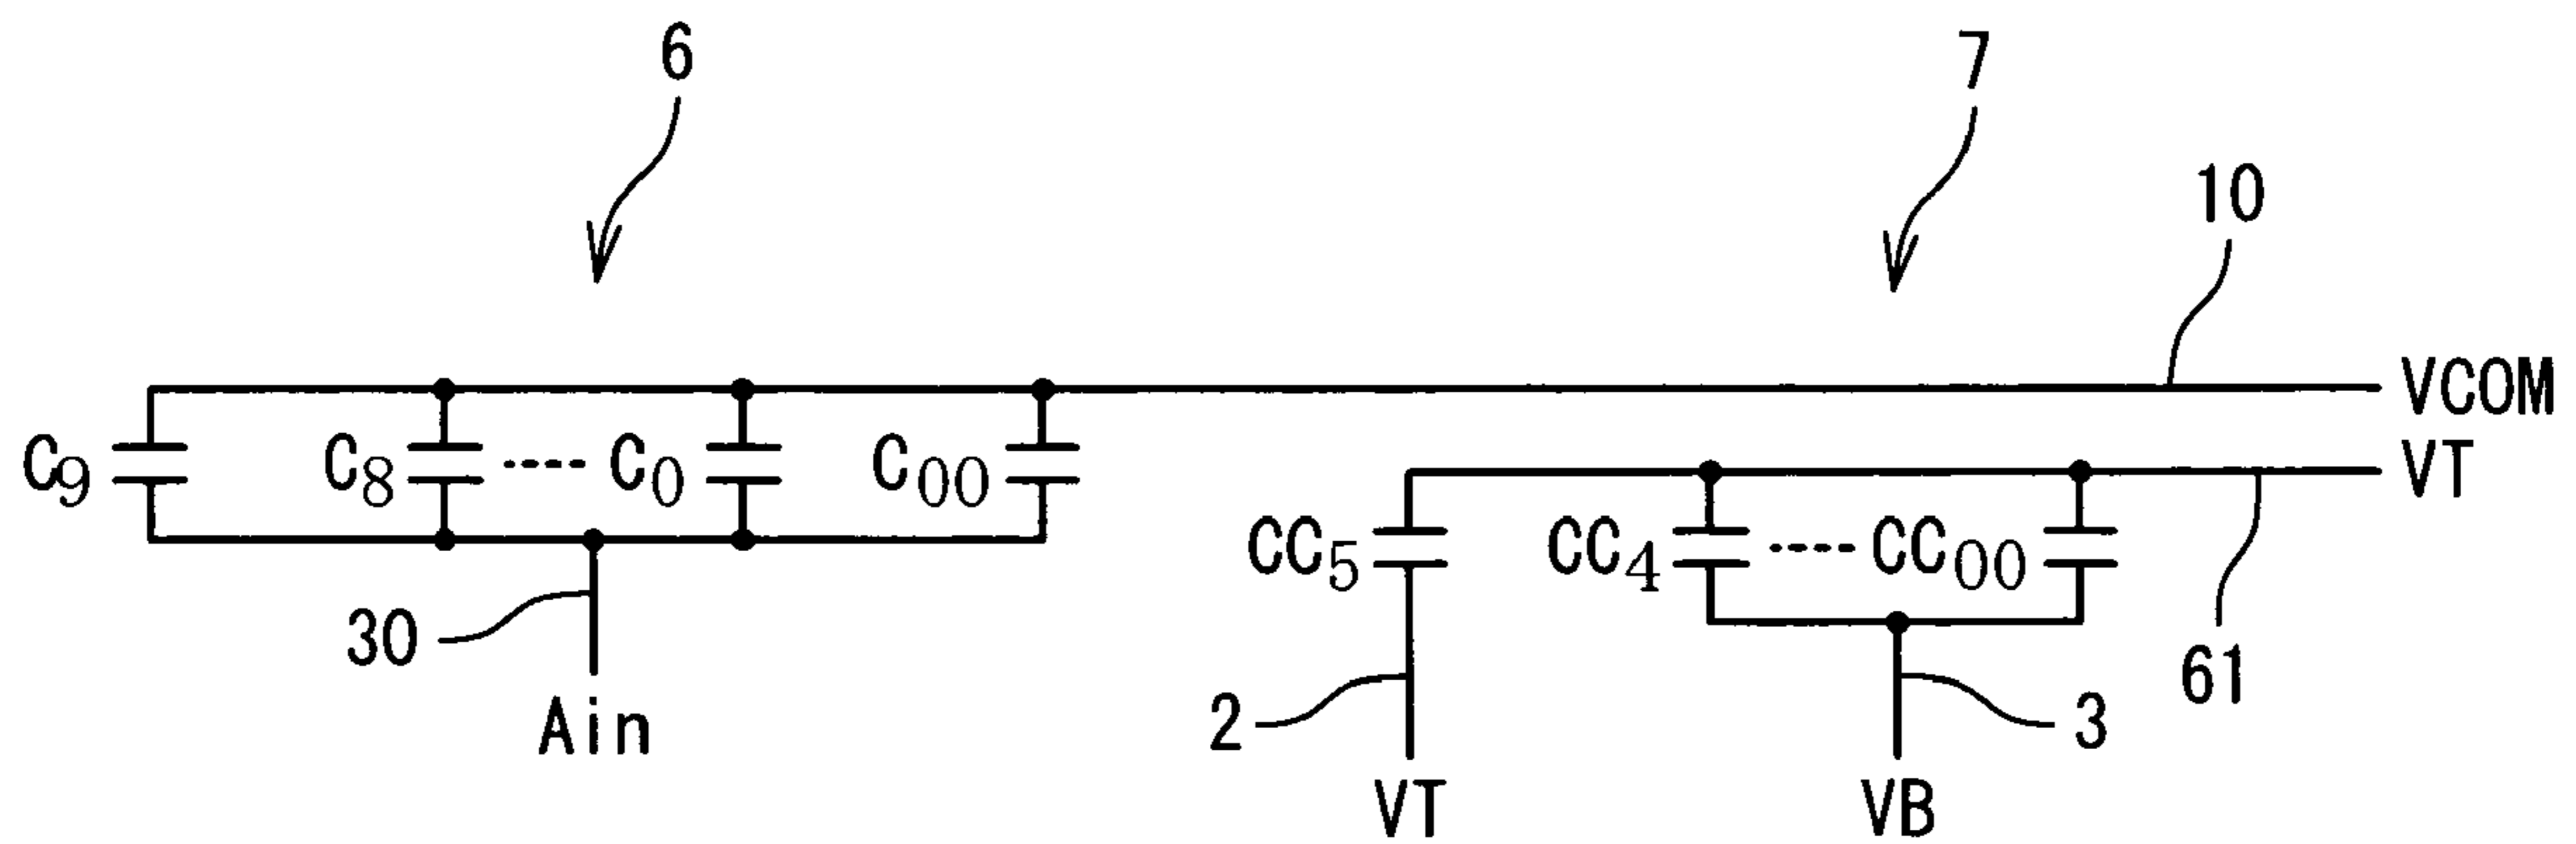 6
7
10
VCOM
VT
C9 C8 ---- C0 C00
CC5 CC4 ---- CC00
30
61
2
3
Ain
VT
VB